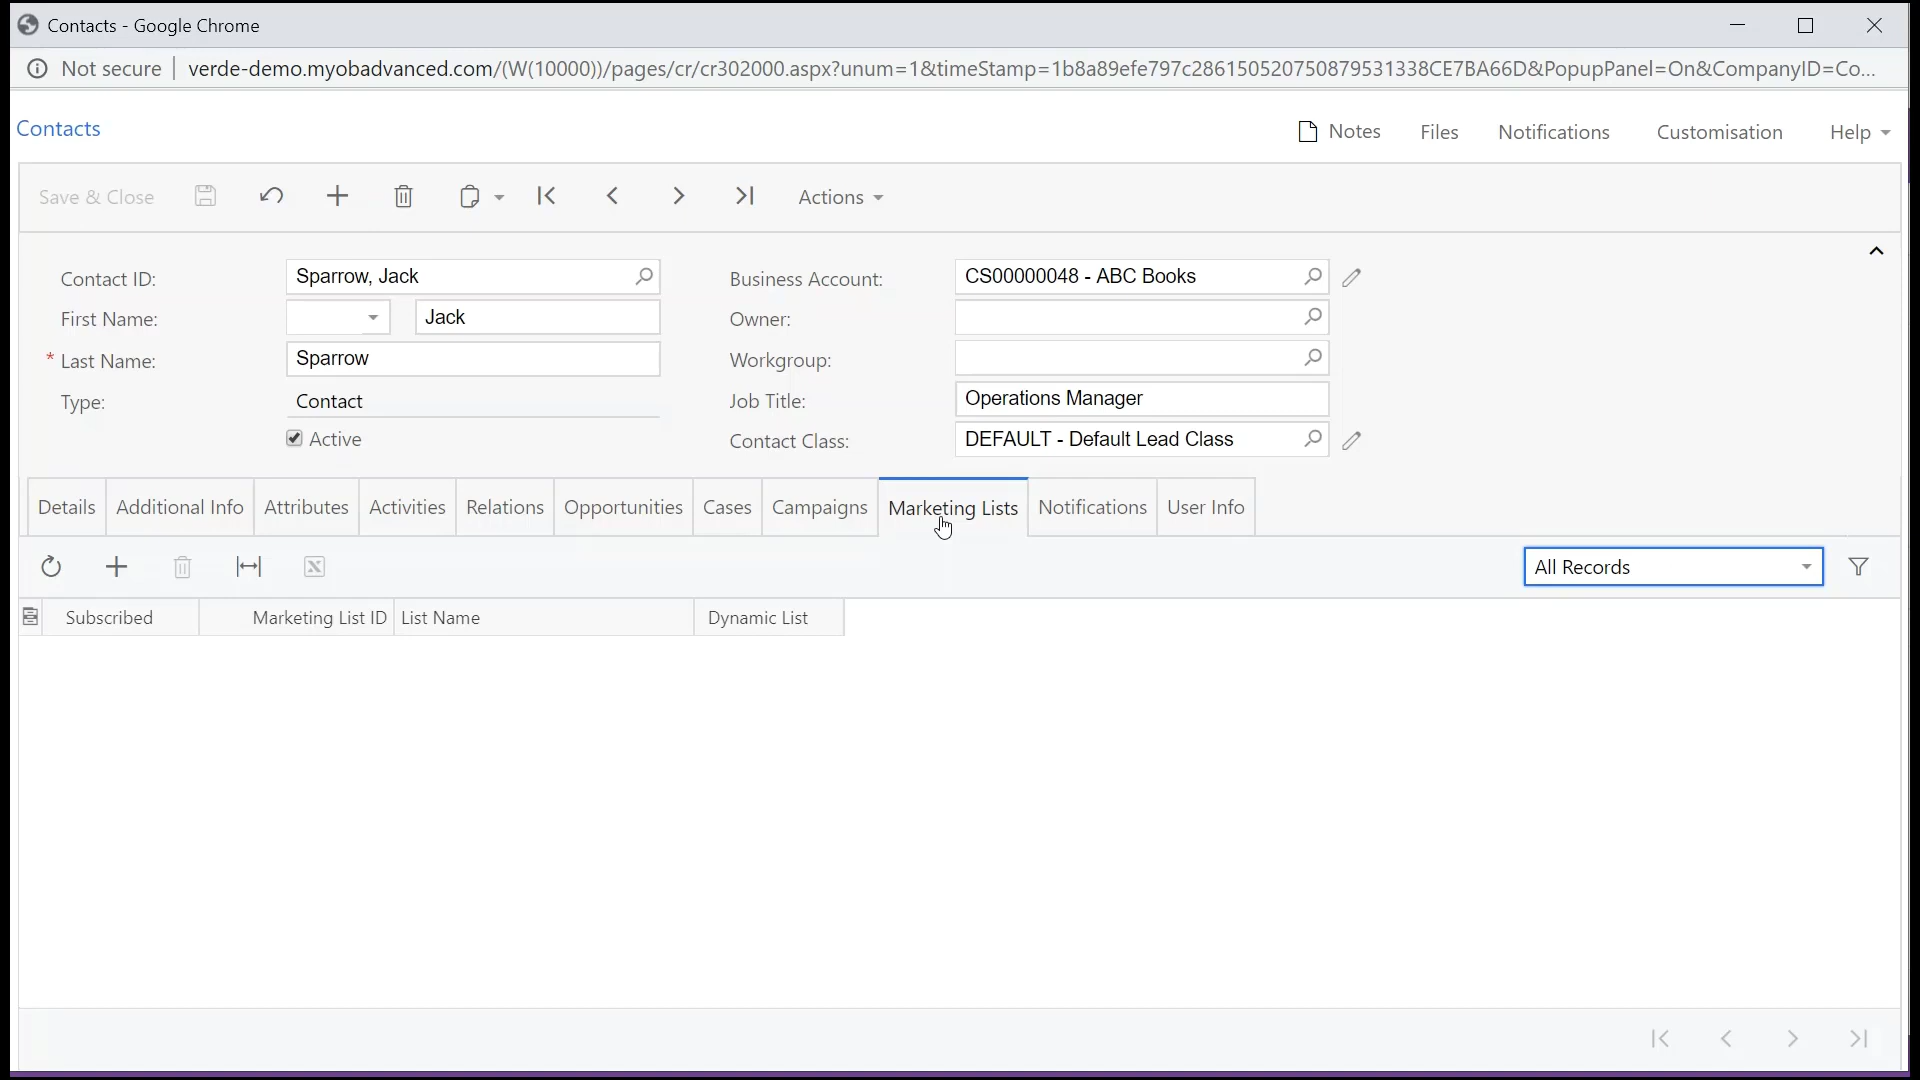 Contacts - Google Chrome
Not secure | verde-demo.myobadvanced.com/(W(10000))/pages/cr/cr302000.aspx?unum=1&timeStamp=1b8a89efe797c286150520750879531338CE7BA66D&PopupPanel=On&CompanyID=Co...
Contacts Notes Files Notifications Customisation Help
Save & Close Actions
Contact ID: Sparrow, Jack Business Account: CS00000048 - ABC Books
First Name: Jack Owner:
* Last Name: Sparrow Workgroup:
Type: Contact Job Title: Operations Manager
Active Contact Class: DEFAULT - Default Lead Class
Details Additional Info Attributes Activities Relations Opportunities Cases Campaigns Marketing Lists Notifications User Info
All Records
Subscribed Marketing List ID List Name Dynamic List